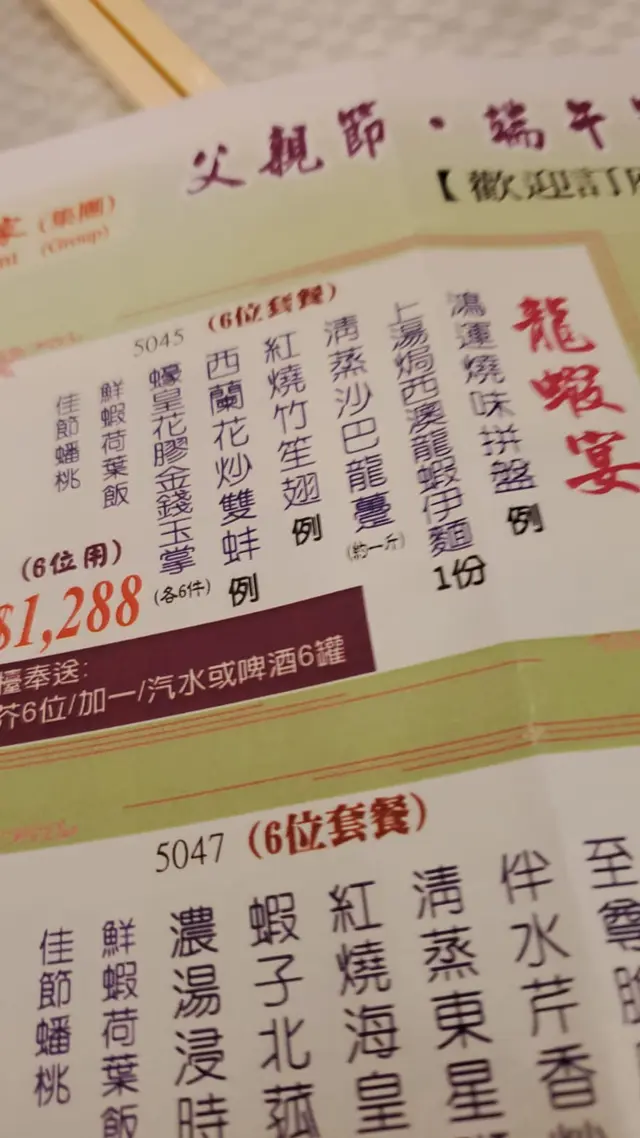 父親節·端午
【歡迎訂
(集團)
(Group)
龍蝦宴
5045 (6位套餐)
鴻運燒味拼盤 例
上湯焗西澳龍蝦伊麵 1份
清蒸沙巴龍躉 (約一斤)
紅燒竹笙翅 例
西蘭花炒雙蚌 例
蠔皇花膠金錢玉掌 (各6件)
鮮蝦荷葉飯
佳節蟠桃
(6位用)
$1,288
奉送:
芥6位/加一/汽水或啤酒6罐
5047 (6位套餐)
至尊
伴水芹香
清蒸東星
紅燒海皇
蝦子北菰
濃湯浸時
鮮蝦荷葉飯
佳節蟠桃